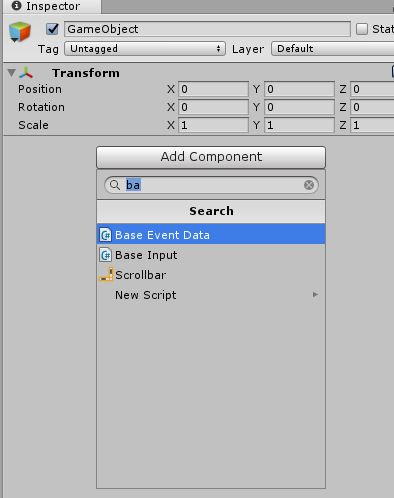 Inspector
GameObject Stat
Tag Untagged Layer Default
Transform
Position X 0 Y 0 Z 0
Rotation X 0 Y 0 Z 0
Scale X 1 Y 1 Z 1
Add Component
ba
Search
Base Event Data
Base Input
Scrollbar
New Script